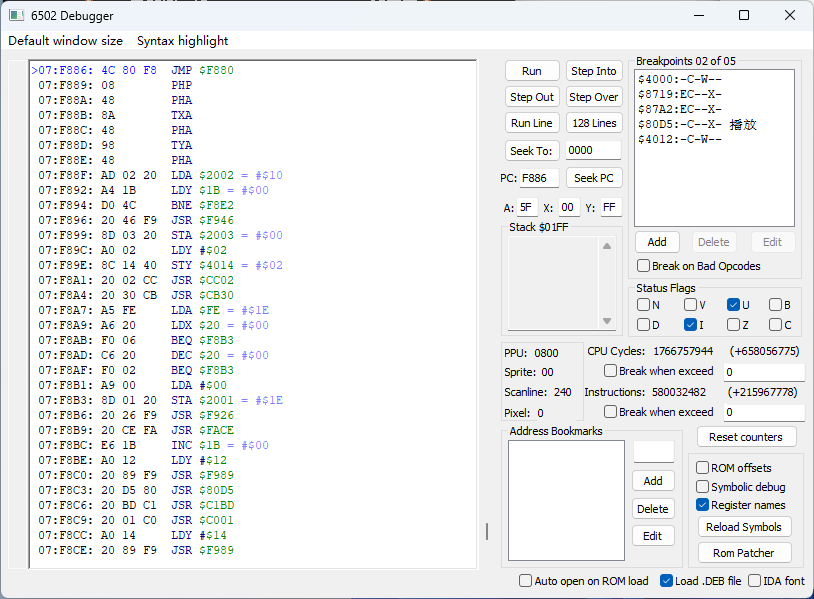 6502 Debugger
Default window size Syntax highlight
>07:F886: 4C 80 F8 JMP $F880
07:F889: 08 PHP
07:F88A: 48 PHA
07:F88B: 8A TXA
07:F88C: 48 PHA
07:F88D: 98 TYA
07:F88E: 48 PHA
07:F88F: AD 02 20 LDA $2002 = #$10
07:F892: A4 1B LDY $1B = #$00
07:F894: D0 4C BNE $F8E2
07:F896: 20 46 F9 JSR $F946
07:F899: 8D 03 20 STA $2003 = #$00
07:F89C: A0 02 LDY #$02
07:F89E: 8C 14 40 STY $4014 = #$02
07:F8A1: 20 02 CC JSR $CC02
07:F8A4: 20 30 CB JSR $CB30
07:F8A7: A5 FE LDA $FE = #$1E
07:F8A9: A6 20 LDX $20 = #$00
07:F8AB: F0 06 BEQ $F8B3
07:F8AD: C6 20 DEC $20 = #$00
07:F8AF: F0 02 BEQ $F8B3
07:F8B1: A9 00 LDA #$00
07:F8B3: 8D 01 20 STA $2001 = #$1E
07:F8B6: 20 26 F9 JSR $F926
07:F8B9: 20 CE FA JSR $FACE
07:F8BC: E6 1B INC $1B = #$00
07:F8BE: A0 12 LDY #$12
07:F8C0: 20 89 F9 JSR $F989
07:F8C3: 20 D5 80 JSR $80D5
07:F8C6: 20 BD C1 JSR $C1BD
07:F8C9: 20 01 C0 JSR $C001
07:F8CC: A0 14 LDY #$14
07:F8CE: 20 89 F9 JSR $F989
Run Step Into
Step Out Step Over
Run Line 128 Lines
Seek To: 0000
PC: F886 Seek PC
A: 5F X: 00 Y: FF
Stack $01FF
Breakpoints 02 of 05
$4000:-C-W--
$8719:EC--X-
$87A2:EC--X-
$80D5:-C--X- 播放
$4012:-C-W--
Add Delete Edit
Break on Bad Opcodes
Status Flags
N V U B
D I Z C
PPU: 0800
Sprite: 00
Scanline: 240
Pixel: 0
CPU Cycles: 1766757944 (+658056775)
Break when exceed 0
Instructions: 580032482 (+215967778)
Break when exceed 0
Address Bookmarks
Add
Delete
Edit
Reset counters
ROM offsets
Symbolic debug
Register names
Reload Symbols
Rom Patcher
Auto open on ROM load Load .DEB file IDA font